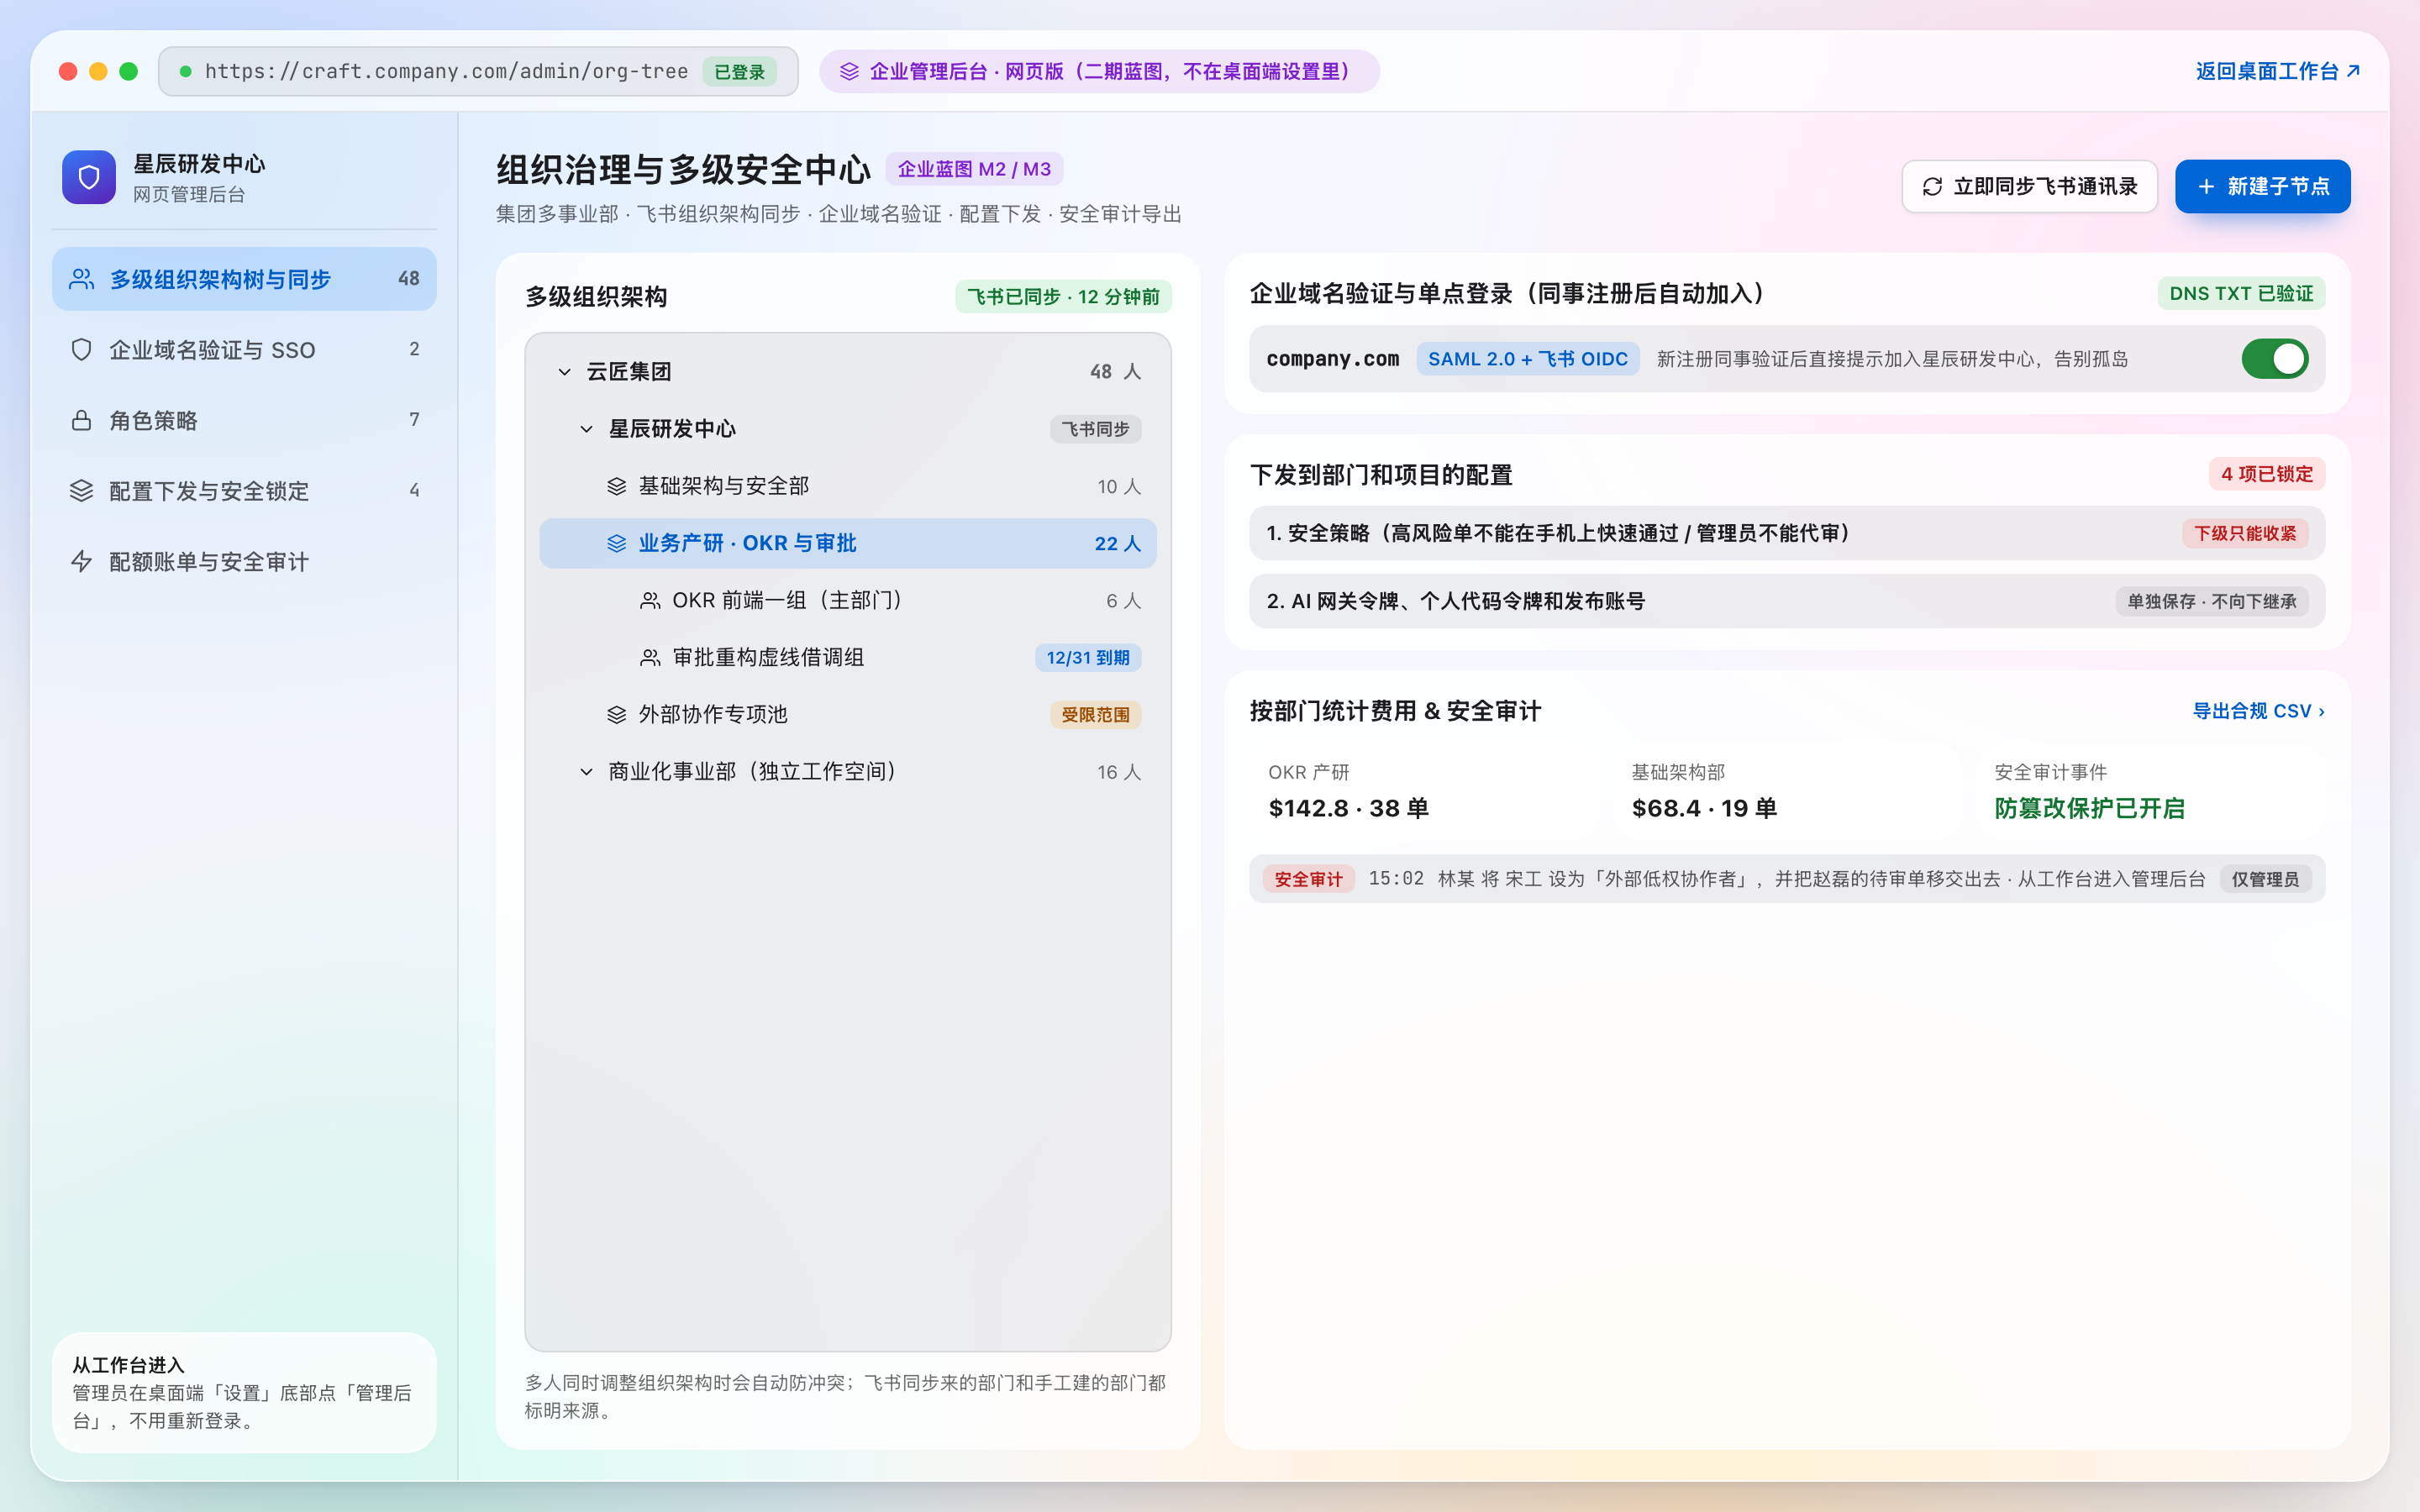 https://craft.company.com/admin/org-tree 已登录
企业管理后台 · 网页版（二期蓝图，不在桌面端设置里）
返回桌面工作台
星辰研发中心
网页管理后台
多级组织架构树与同步 48
企业域名验证与 SSO 2
角色策略 7
配置下发与安全锁定 4
配额账单与安全审计
从工作台进入
管理员在桌面端「设置」底部点「管理后
台」，不用重新登录。
组织治理与多级安全中心 企业蓝图 M2 / M3
集团多事业部 · 飞书组织架构同步 · 企业域名验证 · 配置下发 · 安全审计导出
立即同步飞书通讯录
新建子节点
多级组织架构 飞书已同步 · 12 分钟前
云匠集团 48 人
星辰研发中心 飞书同步
基础架构与安全部 10 人
业务产研 · OKR 与审批 22 人
OKR 前端一组（主部门） 6 人
审批重构虚线借调组 12/31 到期
外部协作专项池 受限范围
商业化事业部（独立工作空间） 16 人
多人同时调整组织架构时会自动防冲突；飞书同步来的部门和手工建的部门都
标明来源。
企业域名验证与单点登录（同事注册后自动加入） DNS TXT 已验证
company.com SAML 2.0 + 飞书 OIDC 新注册同事验证后直接提示加入星辰研发中心，告别孤岛
下发到部门和项目的配置 4 项已锁定
1. 安全策略（高风险单不能在手机上快速通过 / 管理员不能代审） 下级只能收紧
2. AI 网关令牌、个人代码令牌和发布账号 单独保存 · 不向下继承
按部门统计费用 & 安全审计 导出合规 CSV ›
OKR 产研
$142.8 · 38 单
基础架构部
$68.4 · 19 单
安全审计事件
防篡改保护已开启
安全审计 15:02 林某 将 宋工 设为「外部低权协作者」，并把赵磊的待审单移交出去 · 从工作台进入管理后台 仅管理员